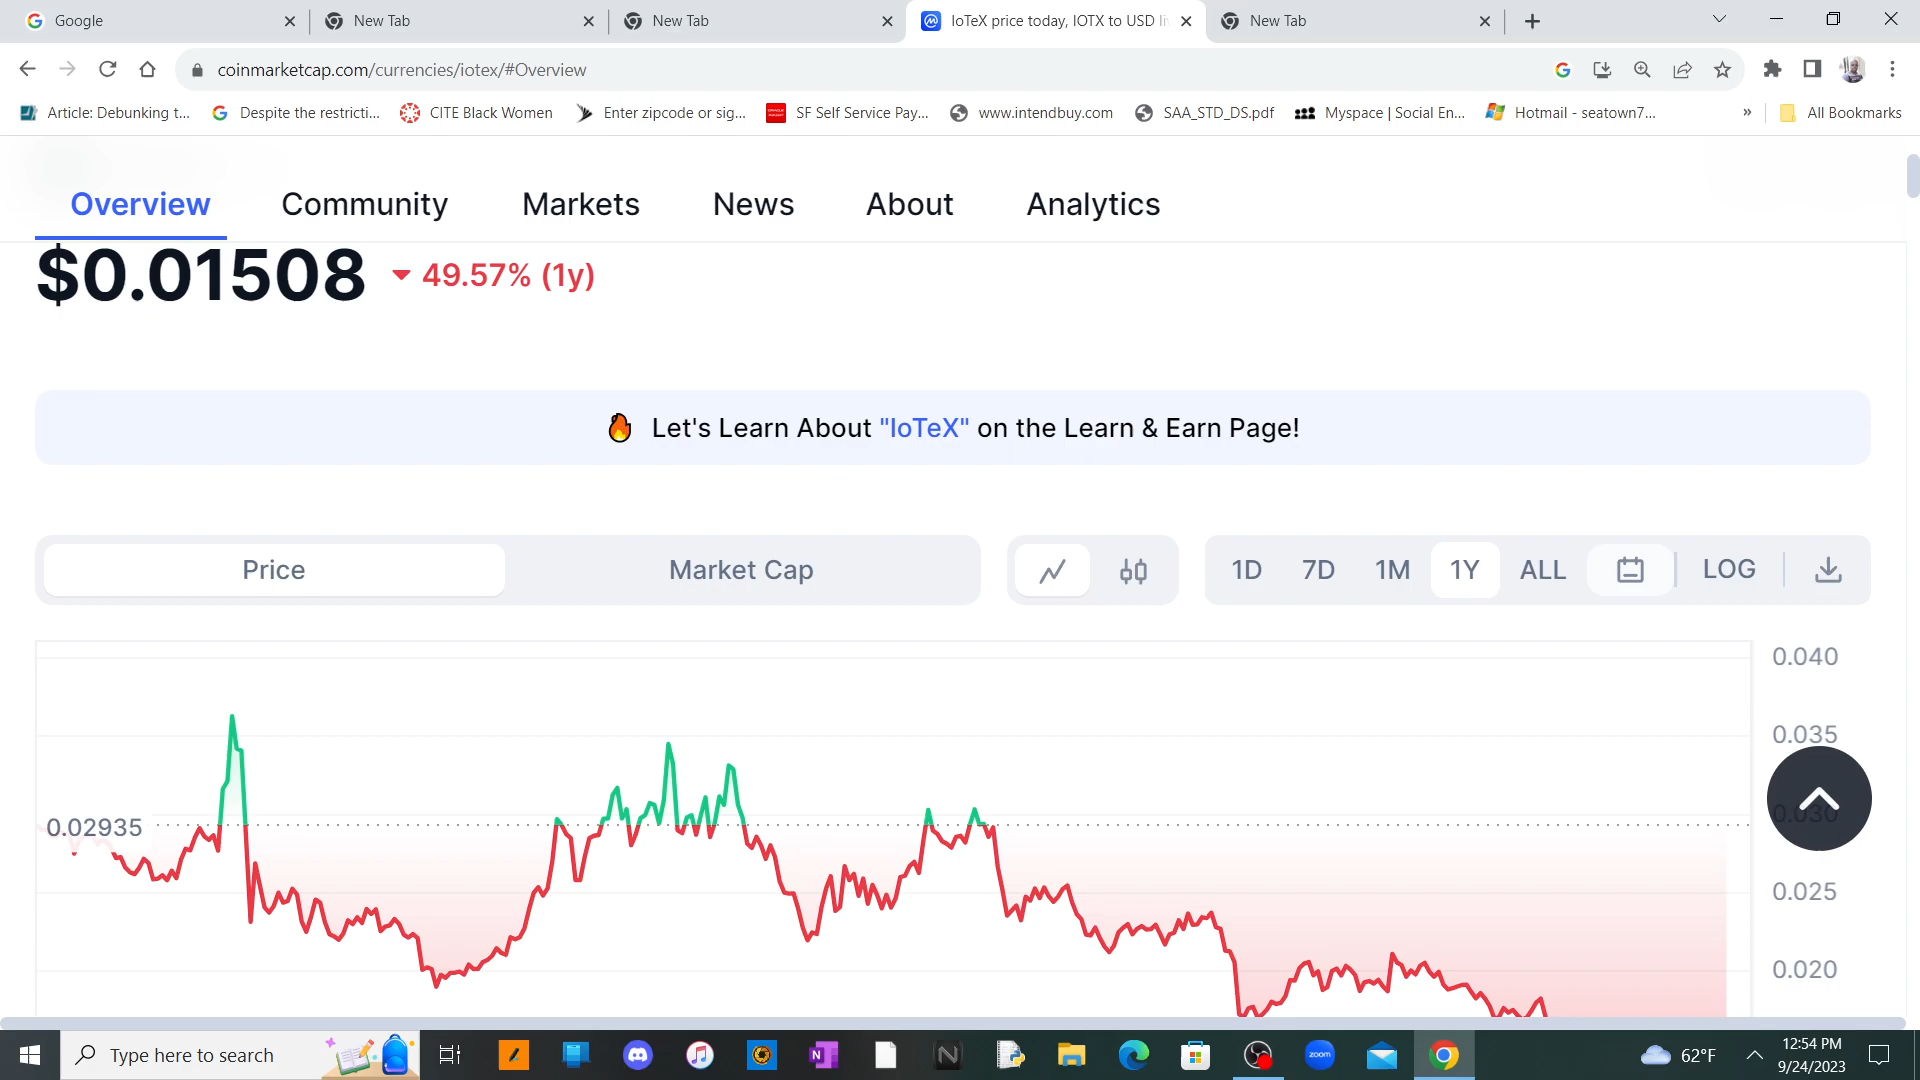 Google
New Tab
New Tab
IoTeX price today, IOTX to USD li
New Tab
coinmarketcap.com/currencies/iotex/#Overview
Article: Debunking t...
Despite the restricti...
CITE Black Women
Enter zipcode or sig...
SF Self Service Pay...
www.intendbuy.com
SAA_STD_DS.pdf
Myspace | Social En...
Hotmail - seatown7...
»
All Bookmarks
Overview
Community
Markets
News
About
Analytics
$0.01508
49.57% (1y)
Let's Learn About "IoTeX" on the Learn & Earn Page!
Price
Market Cap
1D
7D
1M
1Y
ALL
LOG
0.040
0.035
0.030
0.02935
0.025
0.020
Type here to search
zoom
62°F
12:54 PM
9/24/2023